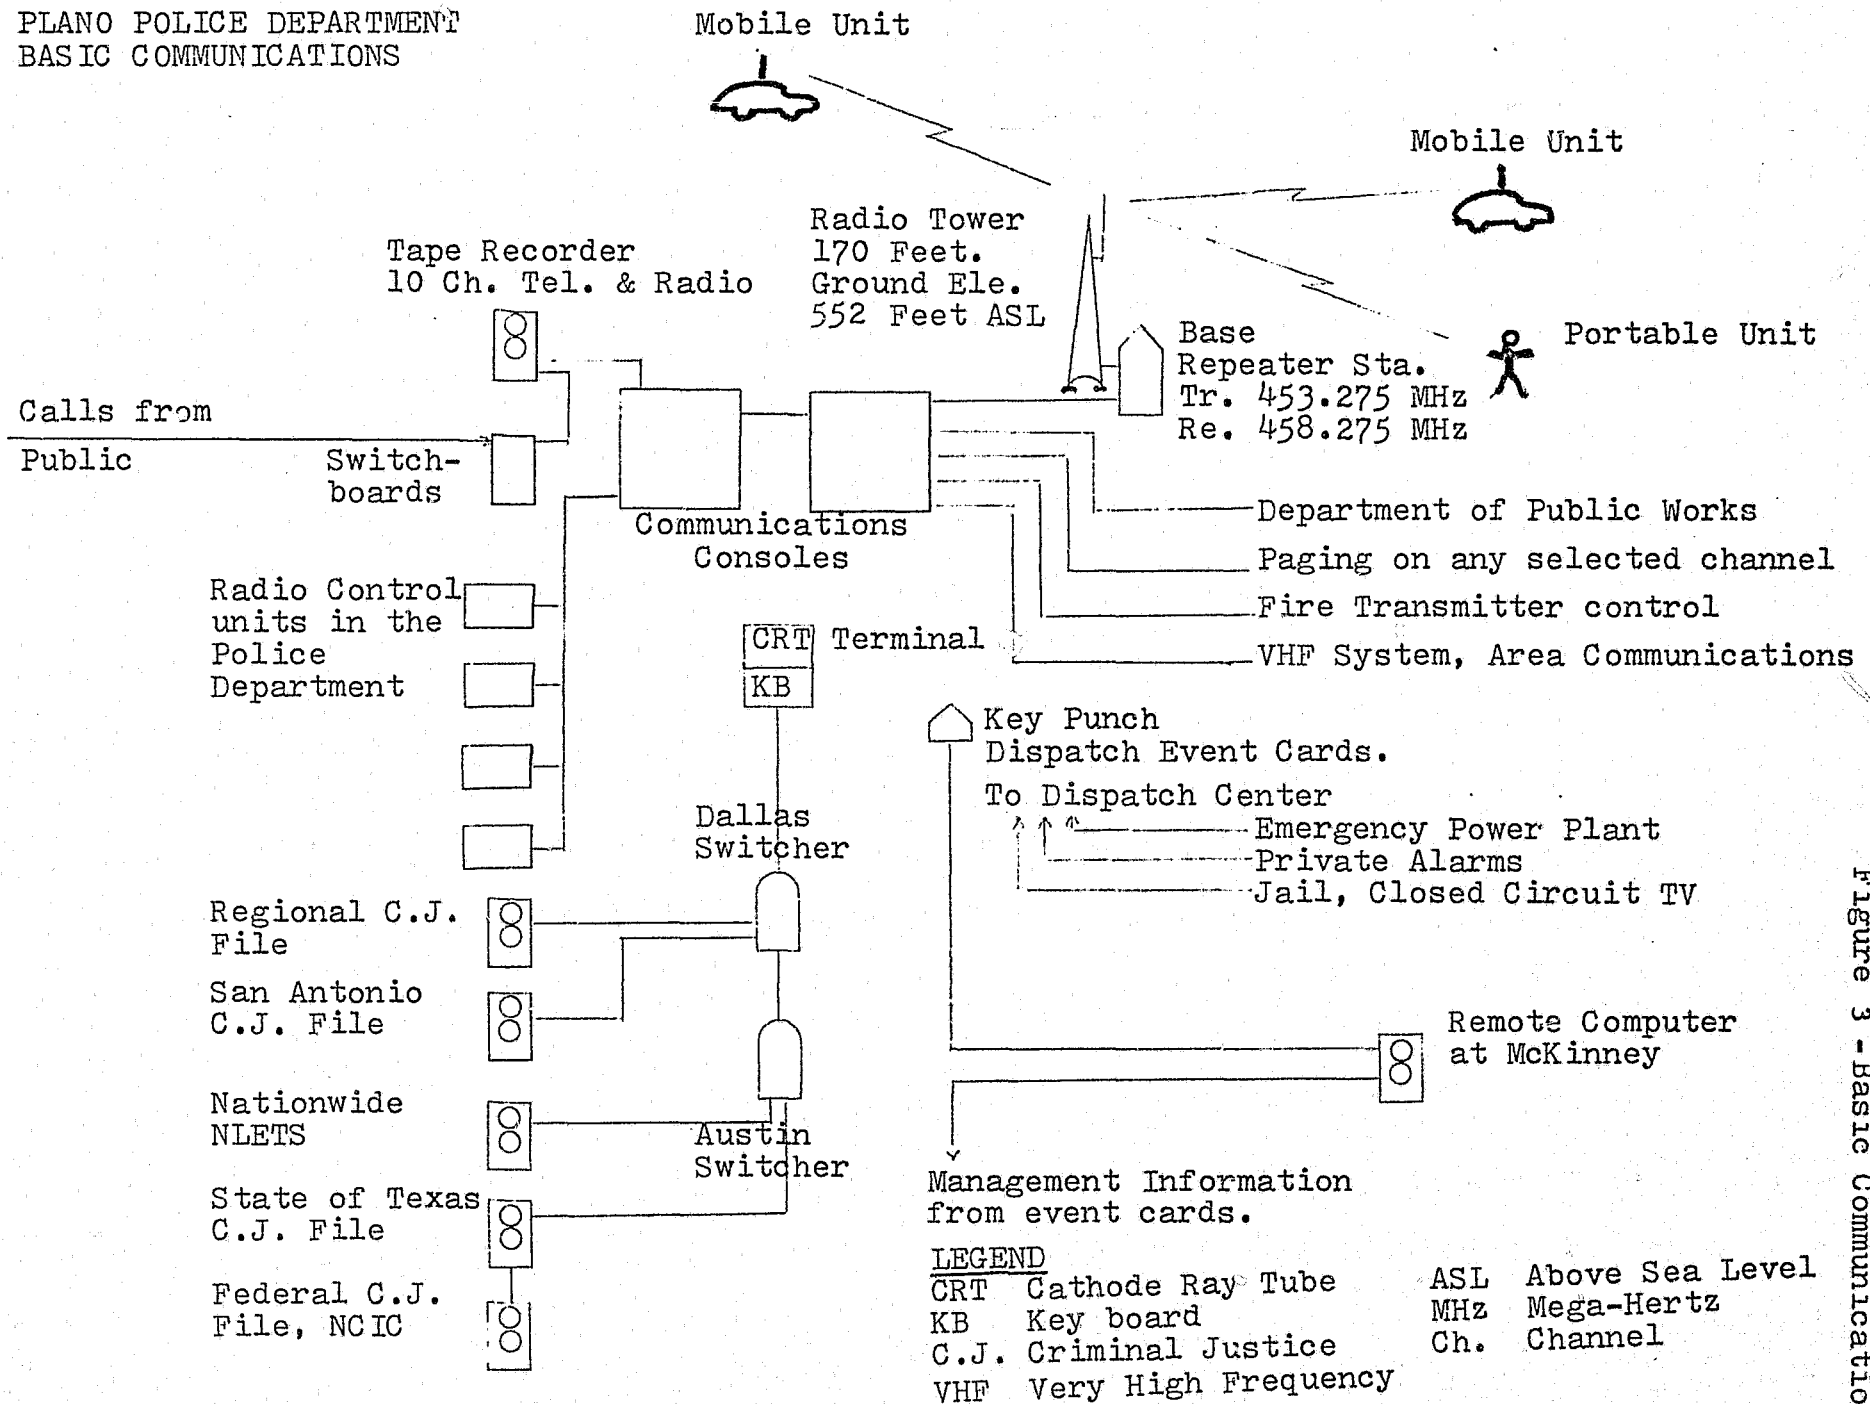 PLANO POLICE DEPARTMENT
BASIC COMMUNICATIONS
Mobile Unit
Mobile Unit
Radio Tower
170 Feet.
Ground Ele.
552 Feet ASL
Tape Recorder
10 Ch. Tel. & Radio
Base
Repeater Sta.
Tr. 453.275 MHz
Re. 458.275 MHz
Portable Unit
Calls from
Public
Switch-
boards
Communications
Consoles
Department of Public Works
Paging on any selected channel
Fire Transmitter control
VHF System, Area Communications
Radio Control
units in the
Police
Department
CRT Terminal
KB
Key Punch
Dispatch Event Cards.
To Dispatch Center
Emergency Power Plant
Private Alarms
Jail, Closed Circuit TV
Dallas
Switcher
Regional C.J.
File
San Antonio
C.J. File
Remote Computer
at McKinney
Nationwide
NLETS
Austin
Switcher
State of Texas
C.J. File
Federal C.J.
File, NCIC
Management Information
from event cards.
LEGEND
CRT Cathode Ray Tube
KB Key board
C.J. Criminal Justice
VHF Very High Frequency
ASL Above Sea Level
MHz Mega-Hertz
Ch. Channel
Figure 3 - Basic Communicatio